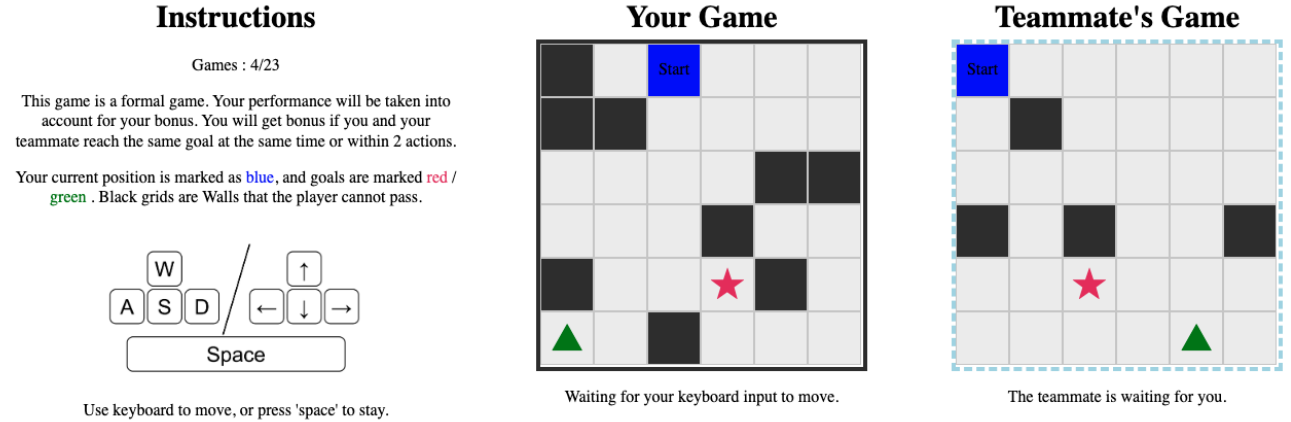 Instructions
Games : 4/23
This game is a formal game. Your performance will be taken into
account for your bonus. You will get bonus if you and your
teammate reach the same goal at the same time or within 2 actions.
Your current position is marked as blue, and goals are marked red /
green . Black grids are Walls that the player cannot pass.
W
↑
A S D
← ↓ →
Space
Use keyboard to move, or press 'space' to stay.
Your Game
Start
Waiting for your keyboard input to move.
Teammate's Game
Start
The teammate is waiting for you.